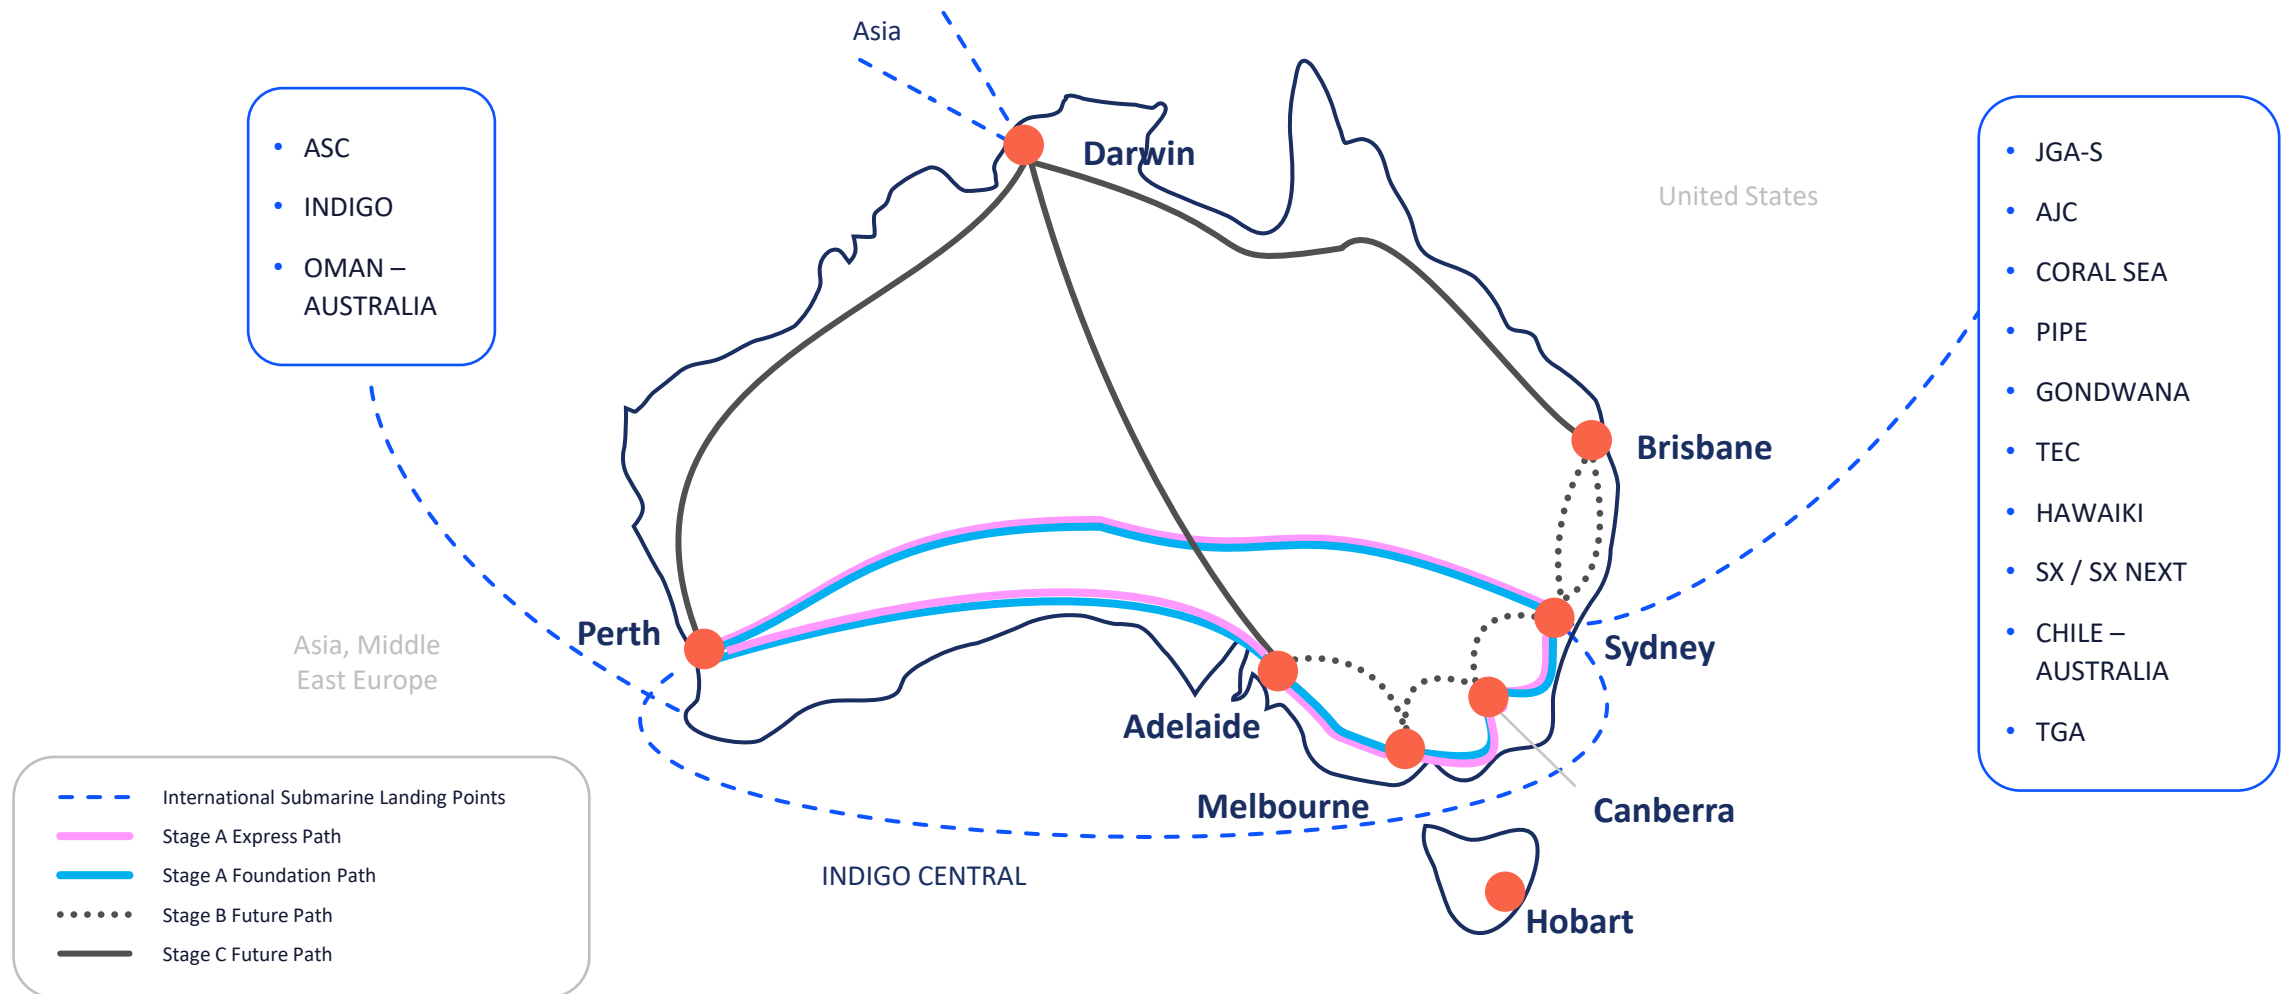 Asia
• ASC
• INDIGO
• OMAN –
AUSTRALIA
Darwin
United States
• JGA-S
• AJC
• CORAL SEA
• PIPE
• GONDWANA
• TEC
• HAWAIKI
• SX / SX NEXT
• CHILE –
AUSTRALIA
• TGA
Brisbane
Perth
Sydney
Asia, Middle
East Europe
Adelaide
Melbourne
Canberra
INDIGO CENTRAL
Hobart
International Submarine Landing Points
Stage A Express Path
Stage A Foundation Path
Stage B Future Path
Stage C Future Path